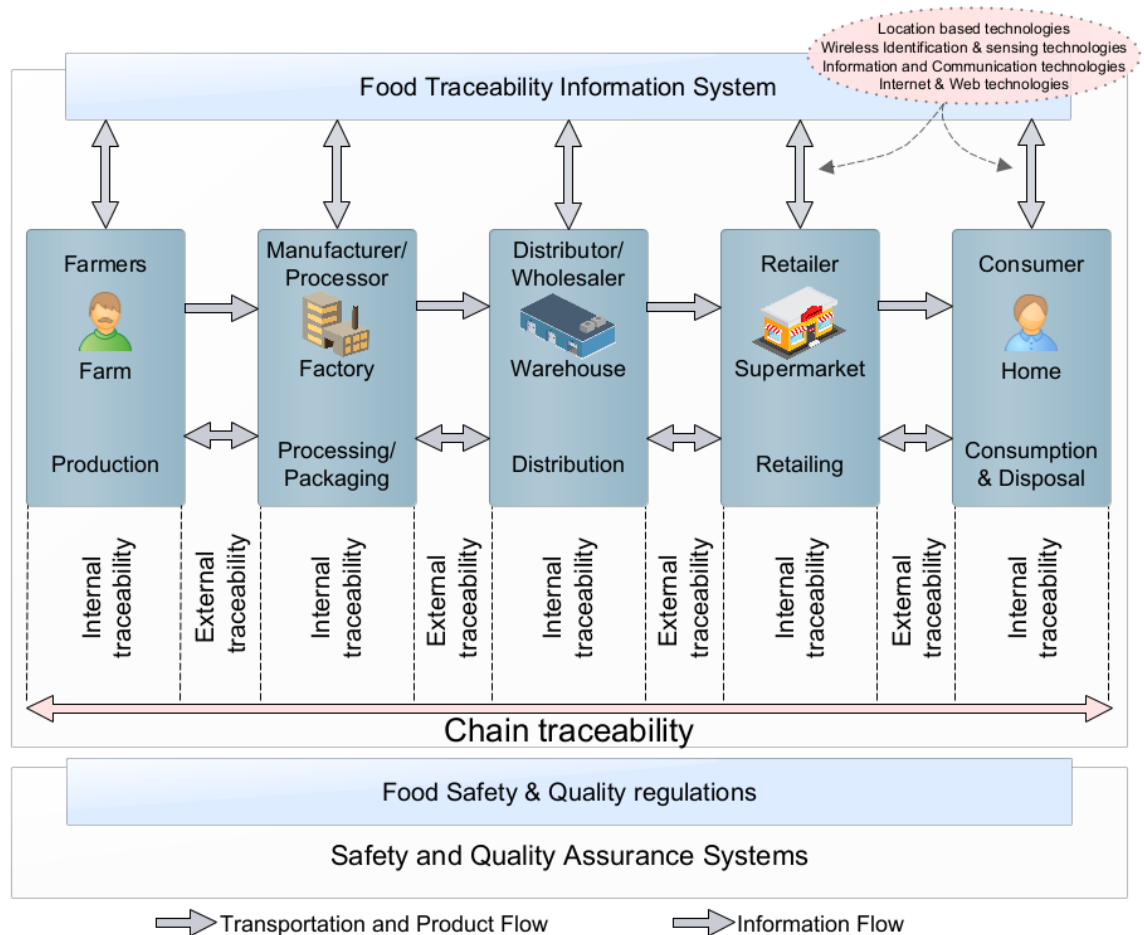 Location based technologies
Wireless Identification & sensing technologies
Information and Communication technologies
Internet & Web technologies
Food Traceability Information System
Farmers
Farm
Production
Manufacturer/
Processor
Factory
Processing/
Packaging
Distributor/
Wholesaler
Warehouse
Distribution
Retailer
Supermarket
Retailing
Consumer
Home
Consumption
& Disposal
Internal
traceability
External
traceability
Internal
traceability
External
traceability
Internal
traceability
External
traceability
Internal
traceability
External
traceability
Internal
traceability
Chain traceability
Food Safety & Quality regulations
Safety and Quality Assurance Systems
Transportation and Product Flow
Information Flow